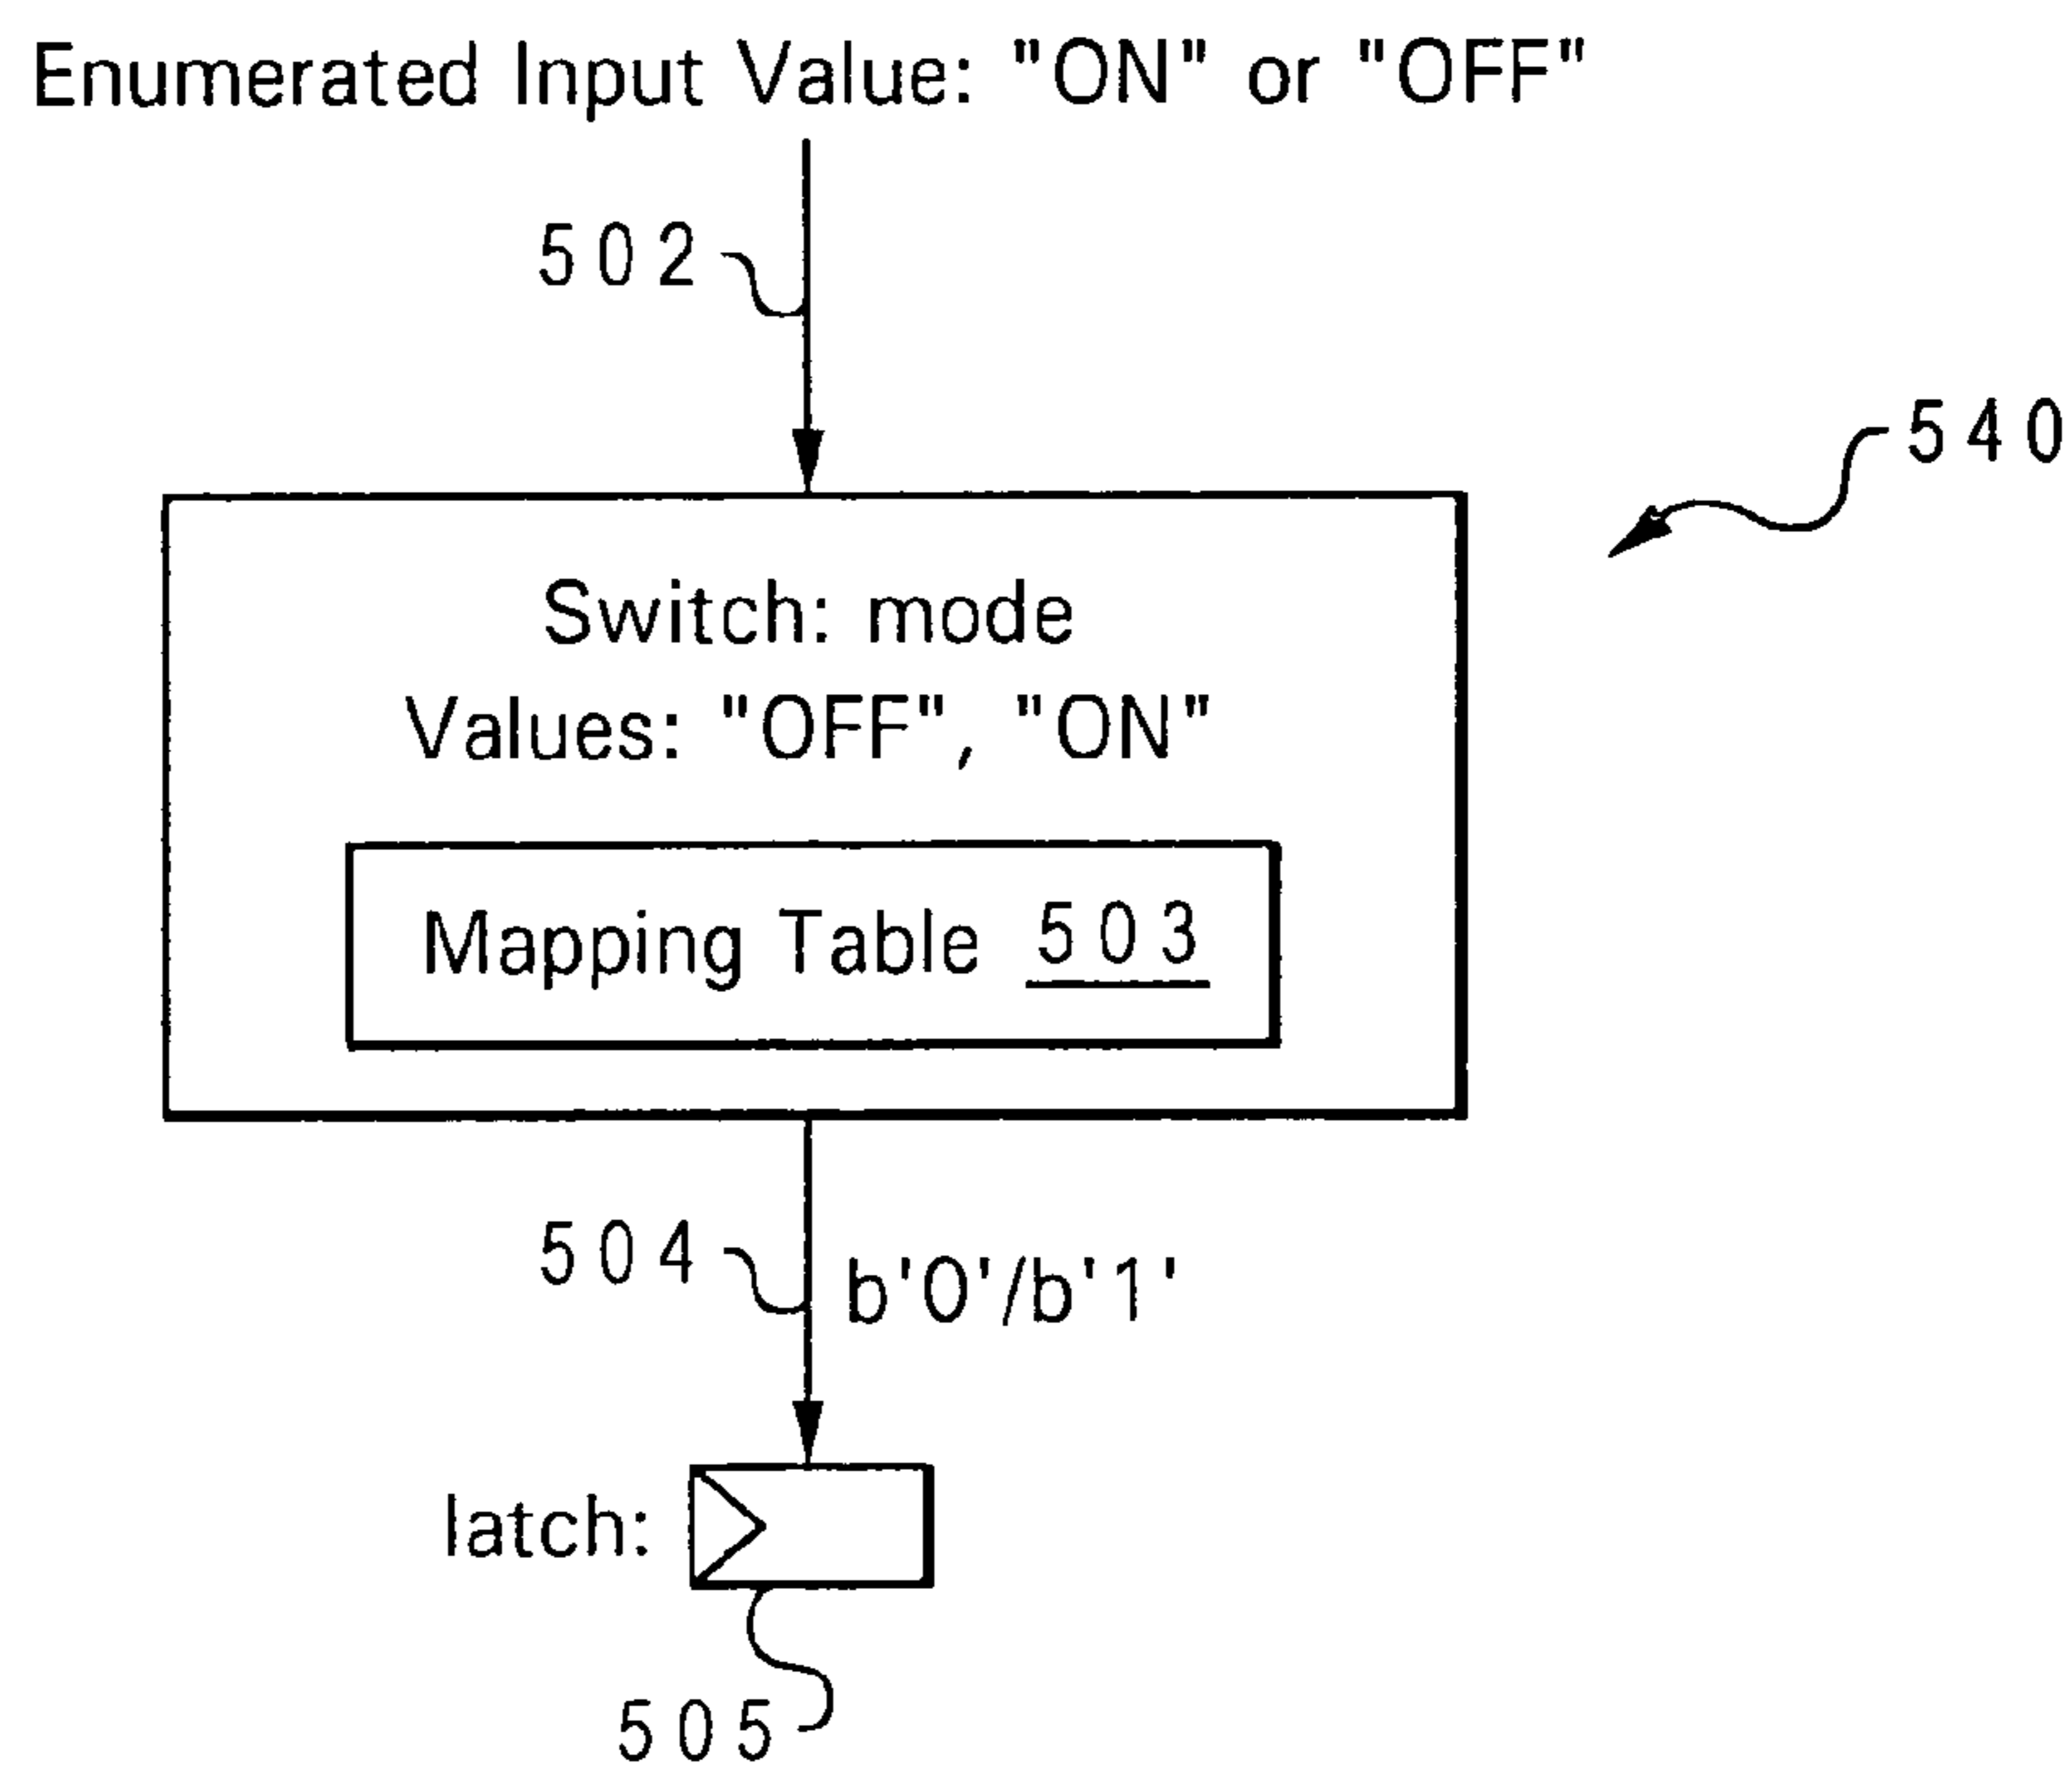 Enumerated Input Value: "ON" or "OFF"
502
540
Switch: mode
Values: "OFF", "ON"
Mapping Table 503
504
b'0'/b'1'
latch:
505